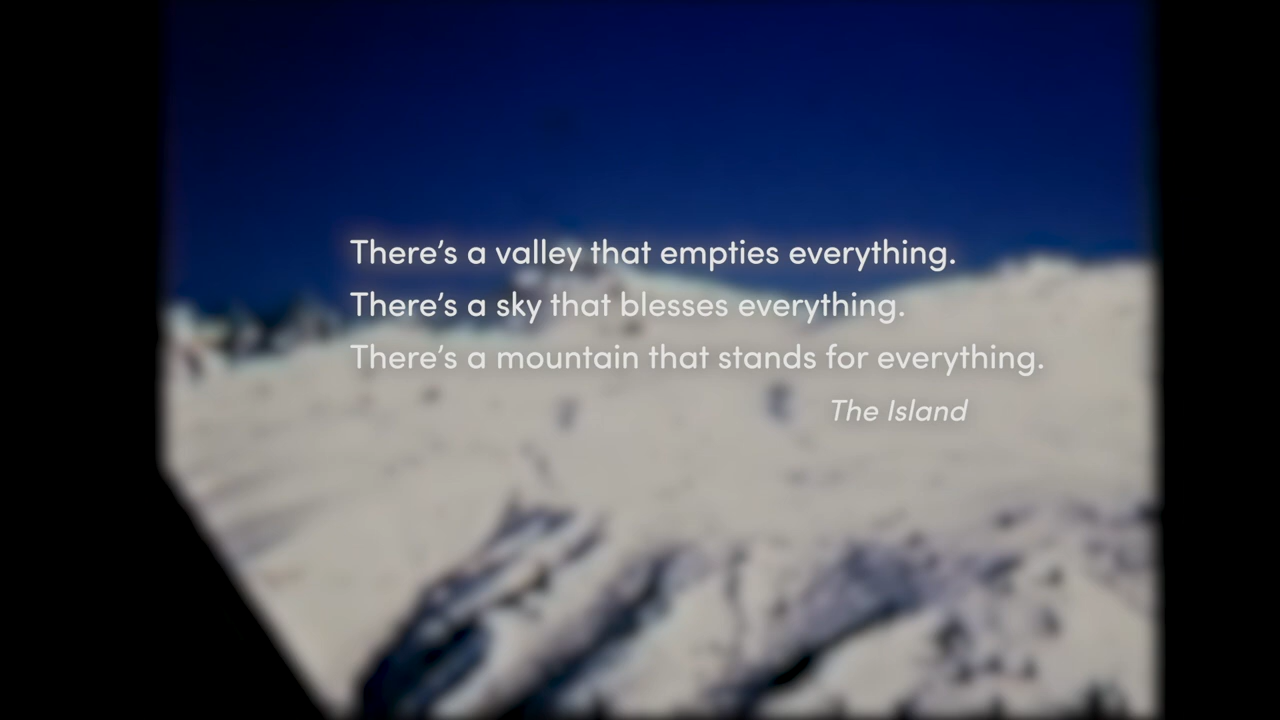 There’s a valley that empties everything.
There’s a sky that blesses everything.
There’s a mountain that stands for everything.
The Island